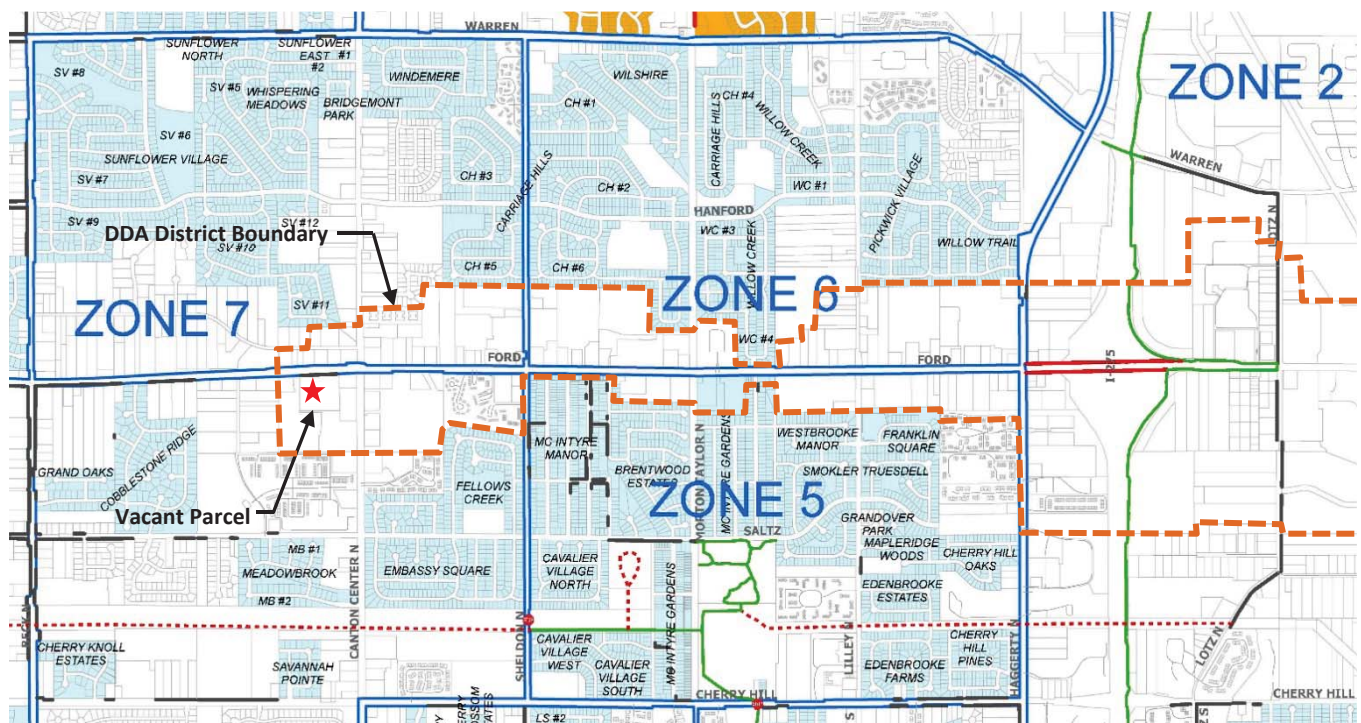 WARREN
SUNFLOWER
NORTH
SUNFLOWER
EAST #1
#2
SV #8
SV #5
WHISPERING
MEADOWS
WINDEMERE
BRIDGEMONT
PARK
WILSHIRE
CH #1
CH #4
CARRIAGE HILLS
WILLOW CREEK
ZONE 2
WARREN
SV #6
SUNFLOWER VILLAGE
SV #7
CH #3
CARRIAGE HILLS
CH #2
WC #1
PICKWICK VILLAGE
SV #9
SV #12
SV #10
HANFORD
WC #3
WILLOW CREEK
WILLOW TRAIL
LOTZ N
DDA District Boundary
CH #5
CH #6
SV #11
ZONE 7
ZONE 6
WC #4
FORD
FORD
I-275
MC INTYRE
MANOR
BRENTWOOD
ESTATES
MORTON TAYLOR N
MC INTYRE GARDENS
WESTBROOKE
MANOR
FRANKLIN
SQUARE
SMOKLER TRUESDELL
GRAND OAKS
COBBLESTONE RIDGE
FELLOWS
CREEK
ZONE 5
Vacant Parcel
SALTZ
GRANDOVER
PARK
MAPLERIDGE
WOODS
CHERRY HILL
OAKS
MB #1
MEADOWBROOK
MB #2
CANTON CENTER N
EMBASSY SQUARE
CAVALIER
VILLAGE
NORTH
MC INTYRE GARDENS
EDENBROOKE
ESTATES
BECK N
SHELDON N
LILLEY N
HAGGERTY N
LOTZ N
CHERRY KNOLL
ESTATES
SAVANNAH
POINTE
CAVALIER
VILLAGE
WEST
CAVALIER
VILLAGE
SOUTH
EDENBROOKE
FARMS
CHERRY
HILL
PINES
CHERRY HILL
CHERRY HILL
LS #2